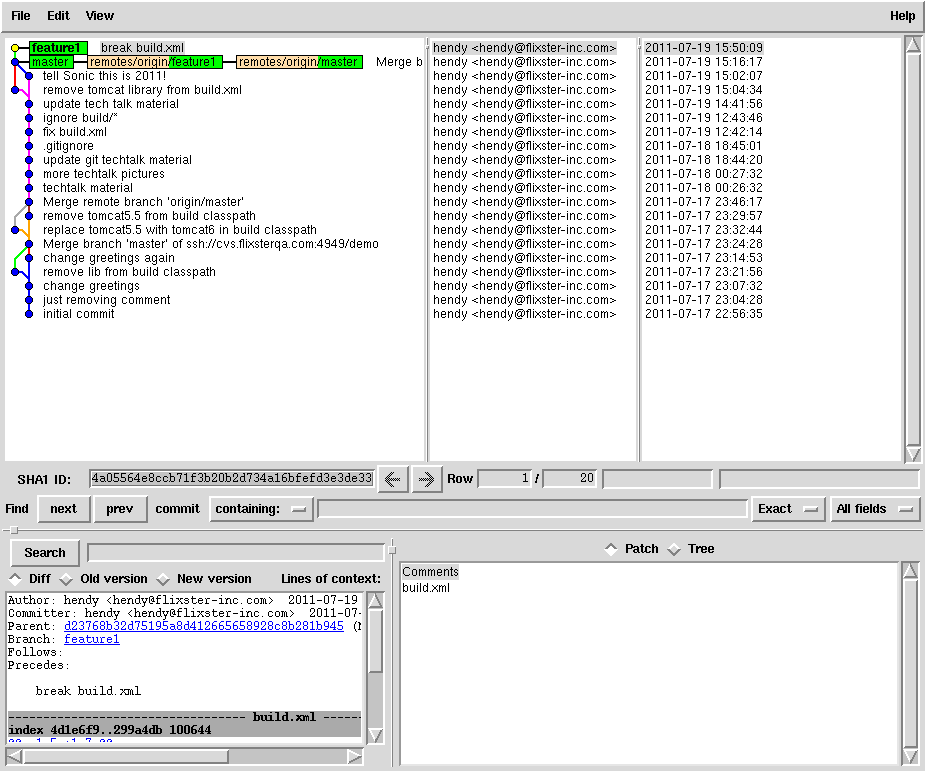 File Edit View Help
feature1 break build.xml hendy <hendy@flixster-inc.com> 2011-07-19 15:50:09
master remotes/origin/feature1 remotes/origin/master Merge b hendy <hendy@flixster-inc.com> 2011-07-19 15:16:17
tell Sonic this is 2011! hendy <hendy@flixster-inc.com> 2011-07-19 15:02:07
remove tomcat library from build.xml hendy <hendy@flixster-inc.com> 2011-07-19 15:04:34
update tech talk material hendy <hendy@flixster-inc.com> 2011-07-19 14:41:56
ignore build/* hendy <hendy@flixster-inc.com> 2011-07-19 12:43:46
fix build.xml hendy <hendy@flixster-inc.com> 2011-07-19 12:42:14
.gitignore hendy <hendy@flixster-inc.com> 2011-07-18 18:45:01
update git techtalk material hendy <hendy@flixster-inc.com> 2011-07-18 18:44:20
more techtalk pictures hendy <hendy@flixster-inc.com> 2011-07-18 00:27:32
techtalk material hendy <hendy@flixster-inc.com> 2011-07-18 00:26:32
Merge remote branch 'origin/master' hendy <hendy@flixster-inc.com> 2011-07-17 23:46:17
remove tomcat5.5 from build classpath hendy <hendy@flixster-inc.com> 2011-07-17 23:29:57
replace tomcat5.5 with tomcat6 in build classpath hendy <hendy@flixster-inc.com> 2011-07-17 23:32:44
Merge branch 'master' of ssh://cvs.flixsterqa.com:4949/demo hendy <hendy@flixster-inc.com> 2011-07-17 23:24:28
change greetings again hendy <hendy@flixster-inc.com> 2011-07-17 23:14:53
remove lib from build classpath hendy <hendy@flixster-inc.com> 2011-07-17 23:21:56
change greetings hendy <hendy@flixster-inc.com> 2011-07-17 23:07:32
just removing comment hendy <hendy@flixster-inc.com> 2011-07-17 23:04:28
initial commit hendy <hendy@flixster-inc.com> 2011-07-17 22:56:35
SHA1 ID: 4a05564e8ccb71f3b20b2d734a16bfefd3e3de33 Row 1 / 20
Find next prev commit containing: Exact All fields
Search
Diff Old version New version Lines of context:
Author: hendy <hendy@flixster-inc.com> 2011-07-19
Committer: hendy <hendy@flixster-inc.com> 2011-07-
Parent: d23768b32d75195a8d412665658928c8b281b945 (
Branch: feature1
Follows:
Precedes:
break build.xml
------------------------------ build.xml -----
index 4d1e6f9..299a4db 100644
Patch Tree
Comments
build.xml